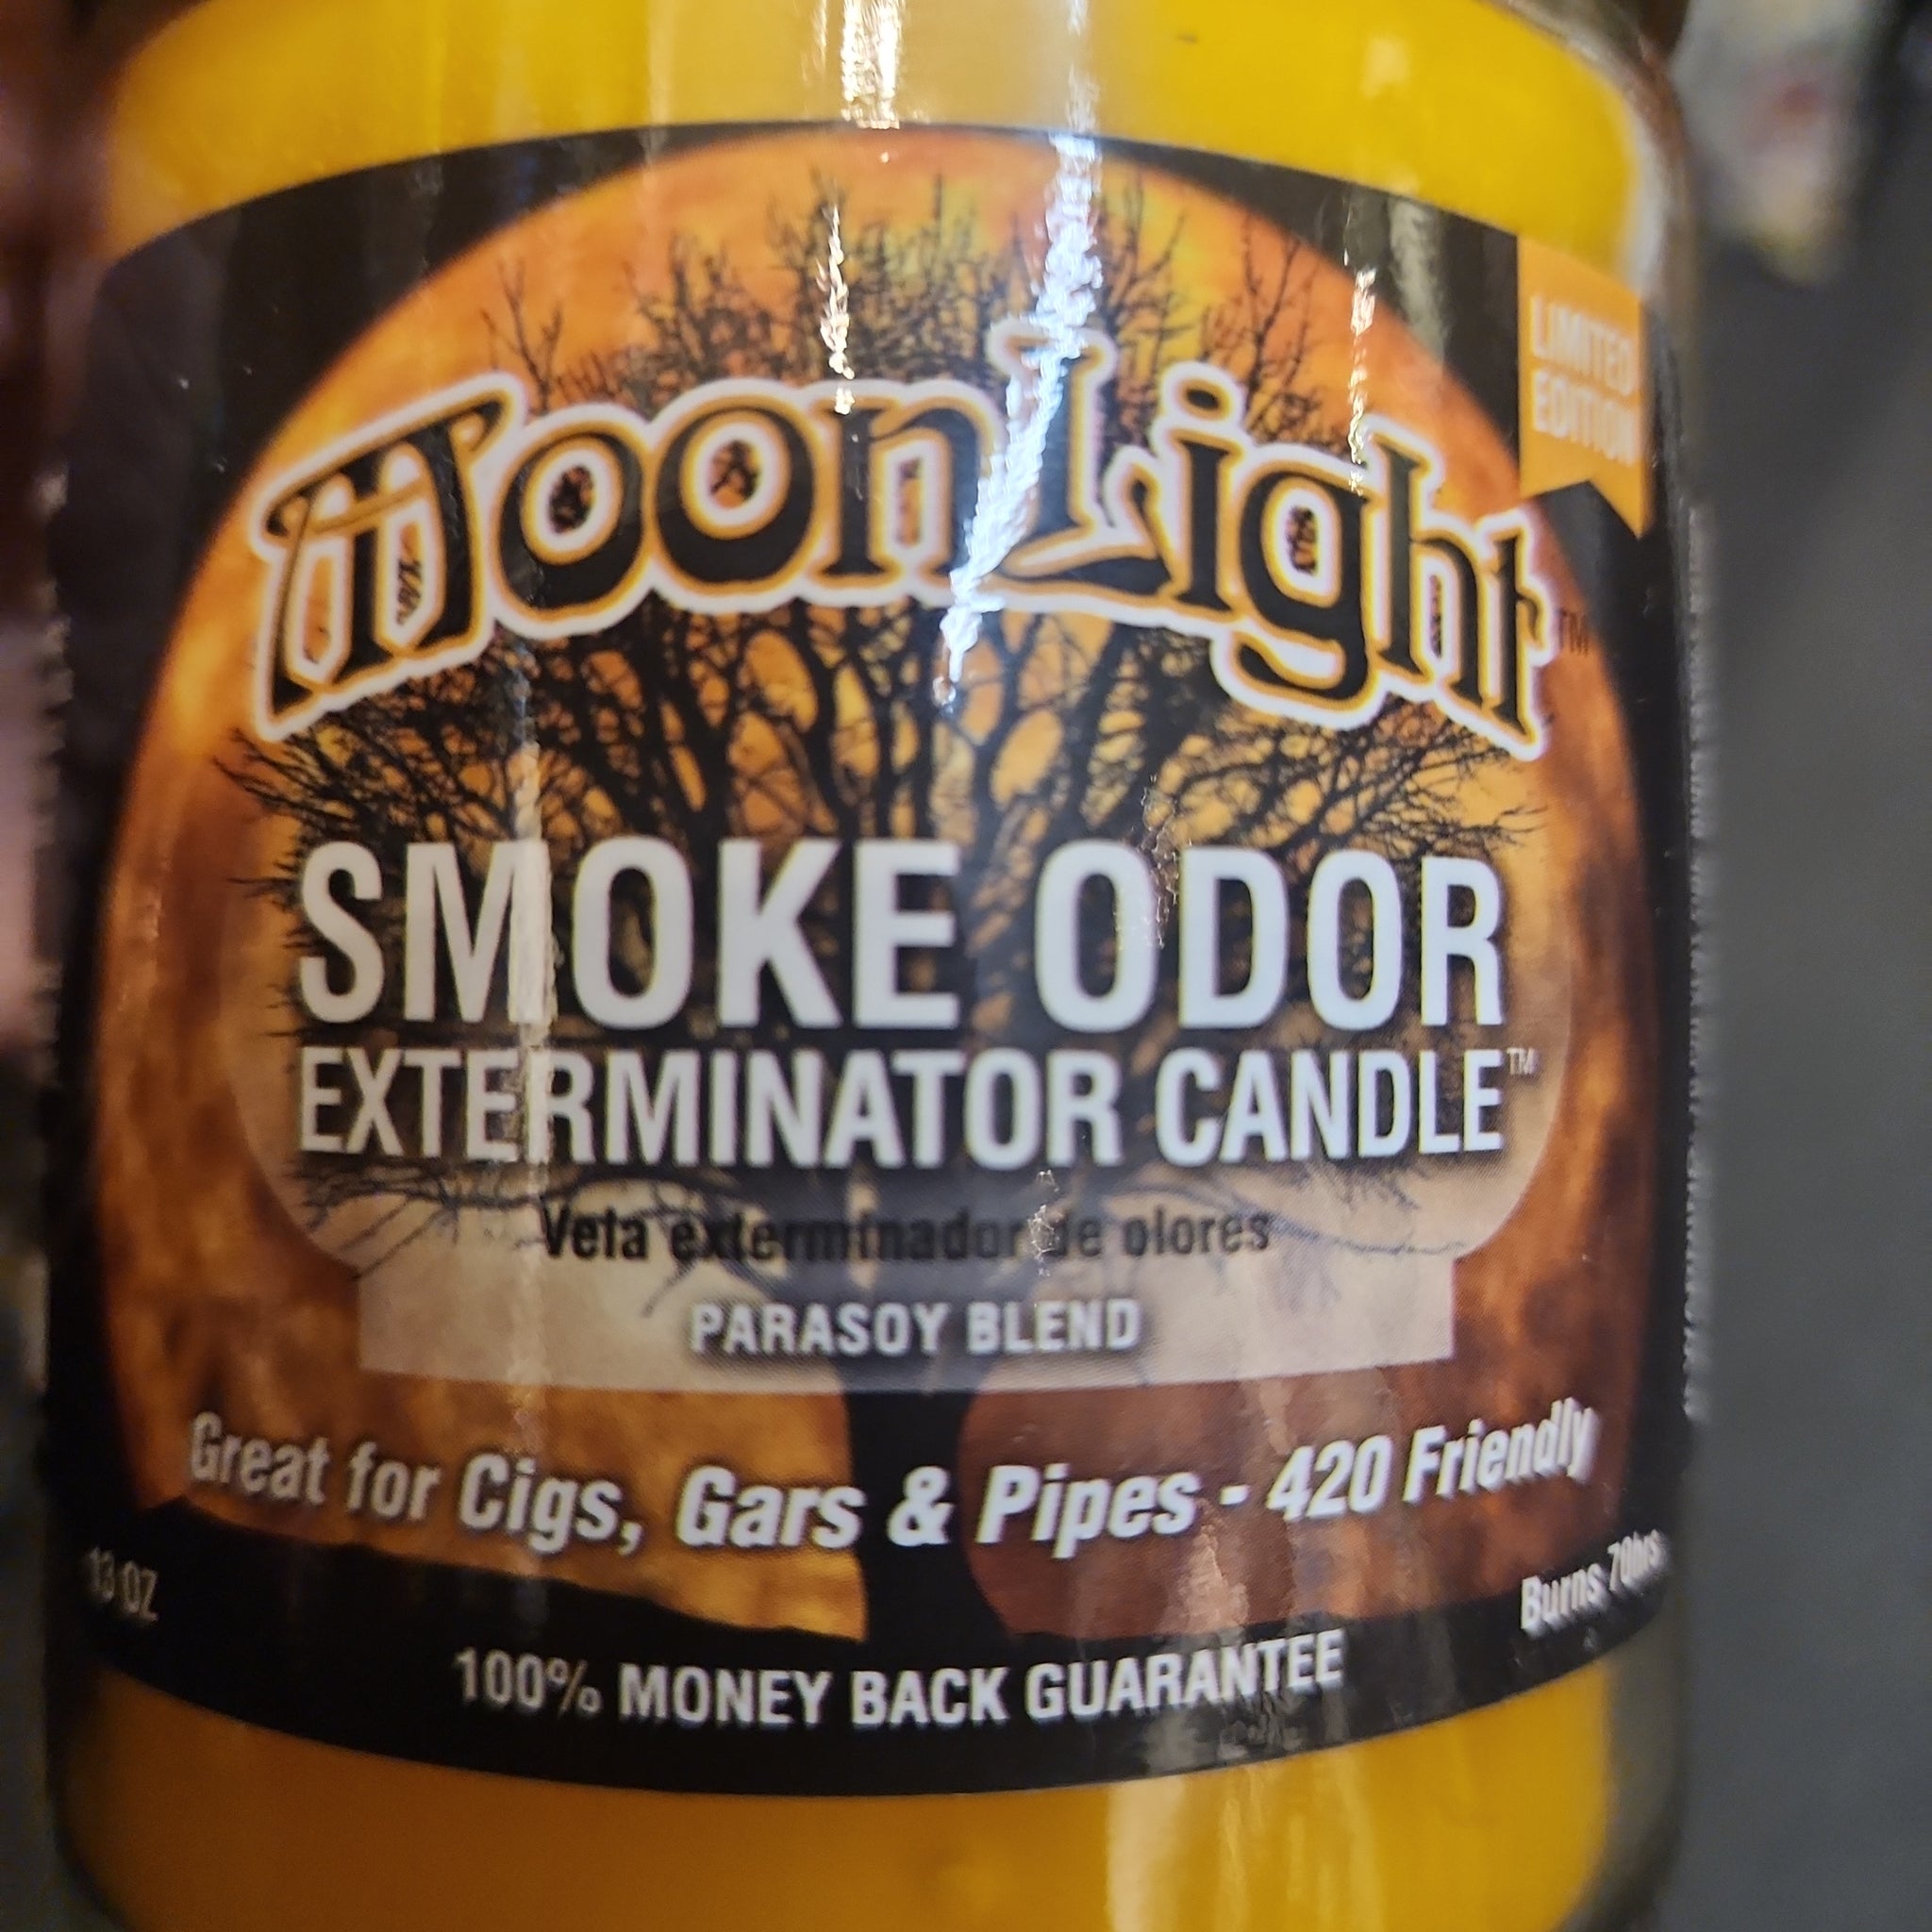 MoonLight™
LIMITED
EDITION
SMOKE ODOR
EXTERMINATOR CANDLE™
Vela exterminador de olores
PARASOY BLEND
Great for Cigs, Gars & Pipes - 420 Friendly
13 OZ
Burns 70hrs
100% MONEY BACK GUARANTEE